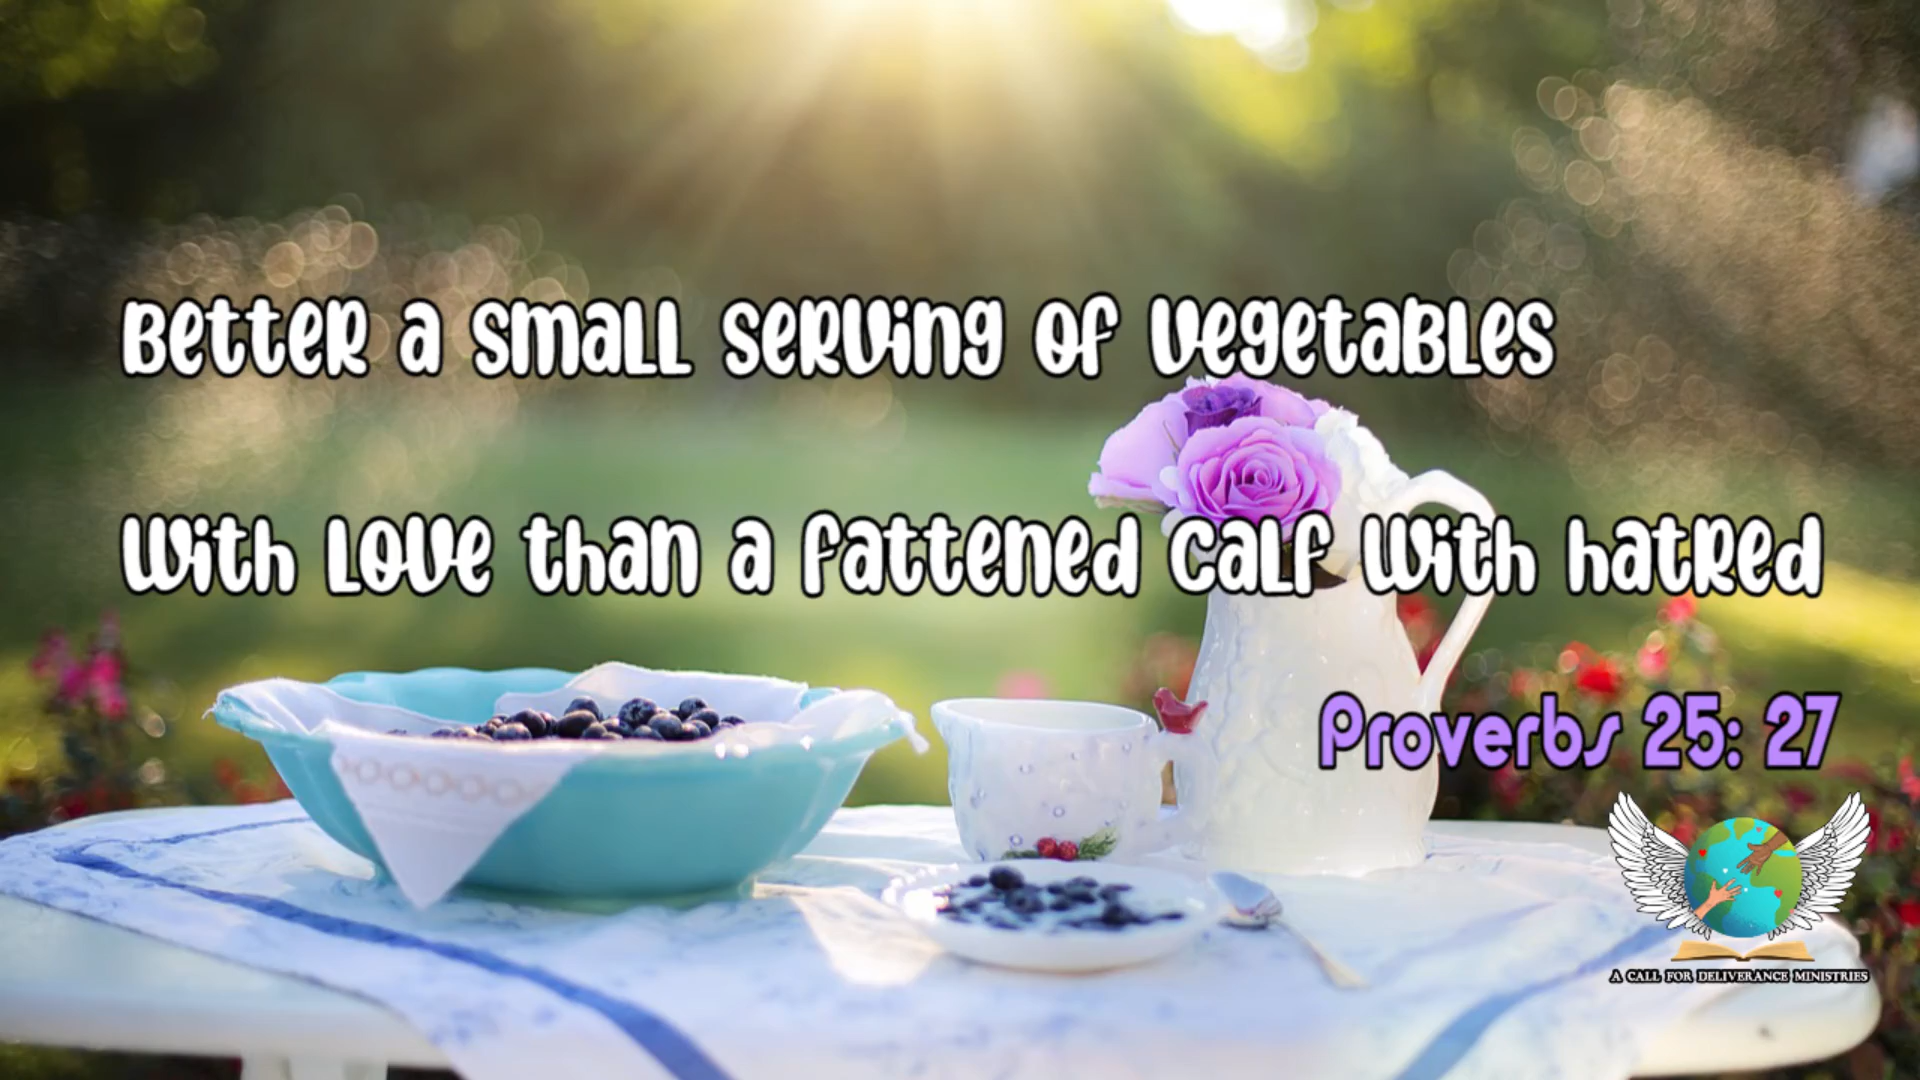 Better a small serving of vegetables
with love than a fattened calf with hatred
Proverbs 25: 27
A CALL FOR DELIVERANCE MINISTRIES